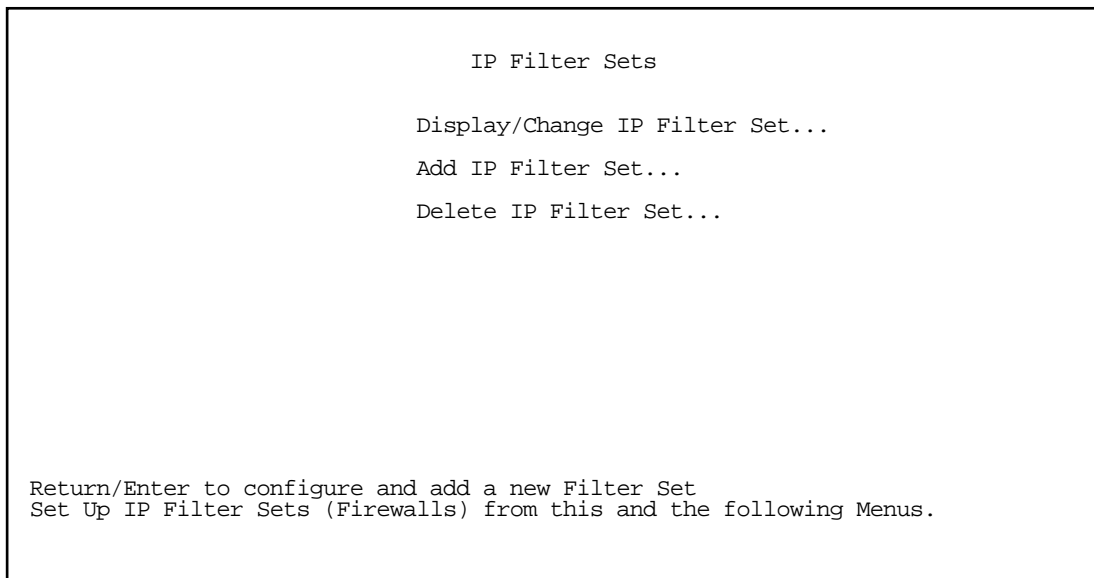 IP Filter Sets
Display/Change IP Filter Set...
Add IP Filter Set...
Delete IP Filter Set...
Return/Enter to configure and add a new Filter Set
Set Up IP Filter Sets (Firewalls) from this and the following Menus.